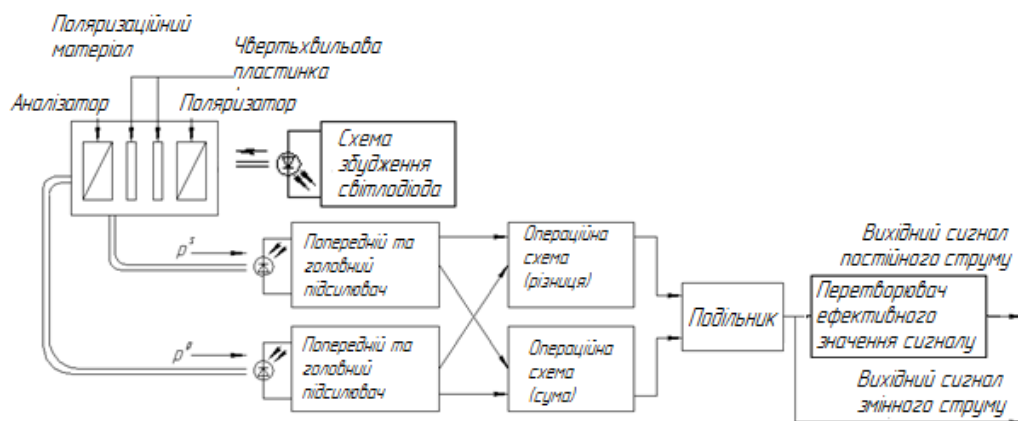 Поляризаційний
матеріал
Чвертьхвильова
пластинка
Аналізатор
Поляризатор
Схема
збудження
світлодіода
p^s
Попередній та
головний
підсилювач
Операційна
схема
(різниця)
Вихідний сигнал
постійного струму
Подільник
Перетворювач
ефективного
значення сигналу
p^p
Попередній та
головний
підсилювач
Операційна
схема
(сума)
Вихідний сигнал
змінного струму